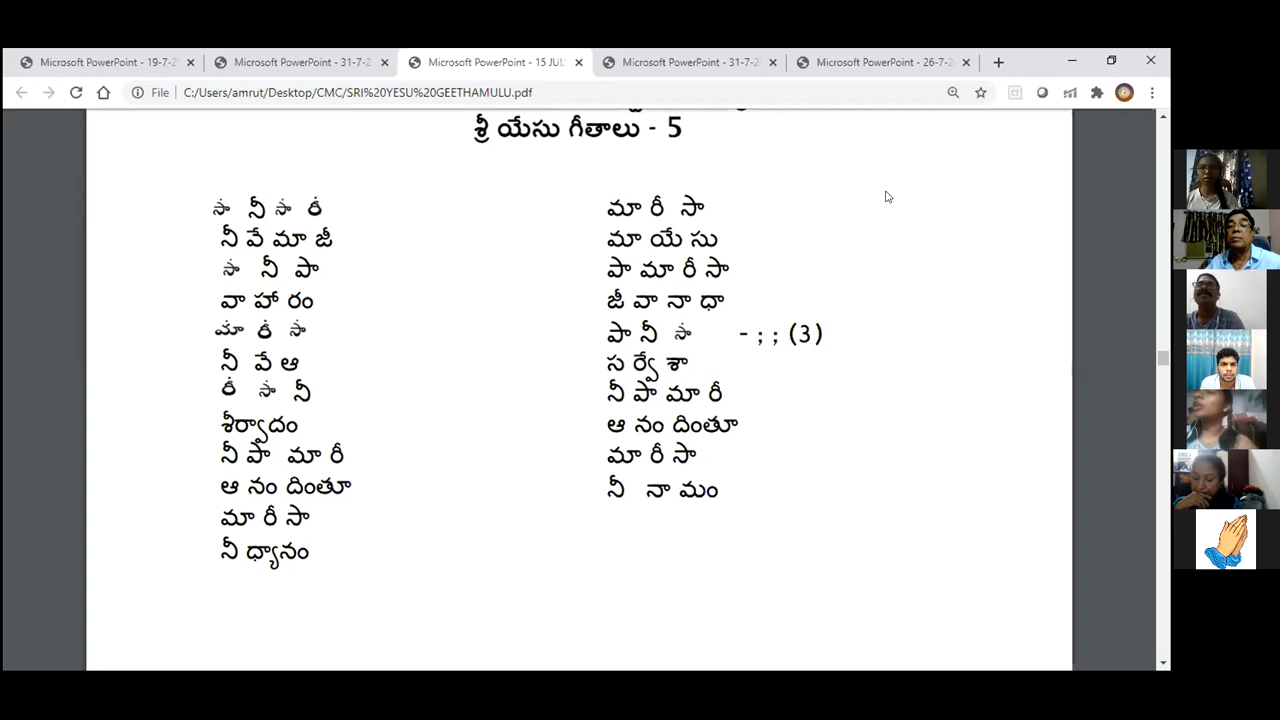 Microsoft PowerPoint - 19-7-2
Microsoft PowerPoint - 31-7-2
Microsoft PowerPoint - 15 JUL
Microsoft PowerPoint - 31-7-2
Microsoft PowerPoint - 26-7-2
File C:/Users/amrut/Desktop/CMC/SRI%20YESU%20GEETHAMULU.pdf
శ్రీ యేసు గీతాలు - 5
సా నీ సా రీ
నీ వే మా జీ
సా నీ పా
వా హా రం
మా రీ సా
నీ వే ఆ
రీ సా నీ
శీర్వాదం
నీ పా మా రీ
ఆ నం దింతూ
మా రీ సా
నీ ధ్యానం
మా రీ సా
మా యే సు
పా మా రీ సా
జీ వా నా ధా
పా నీ సా - ; ; (3)
స ర్వే శా
నీ పా మా రీ
ఆ నం దింతూ
మా రీ సా
నీ నా మం